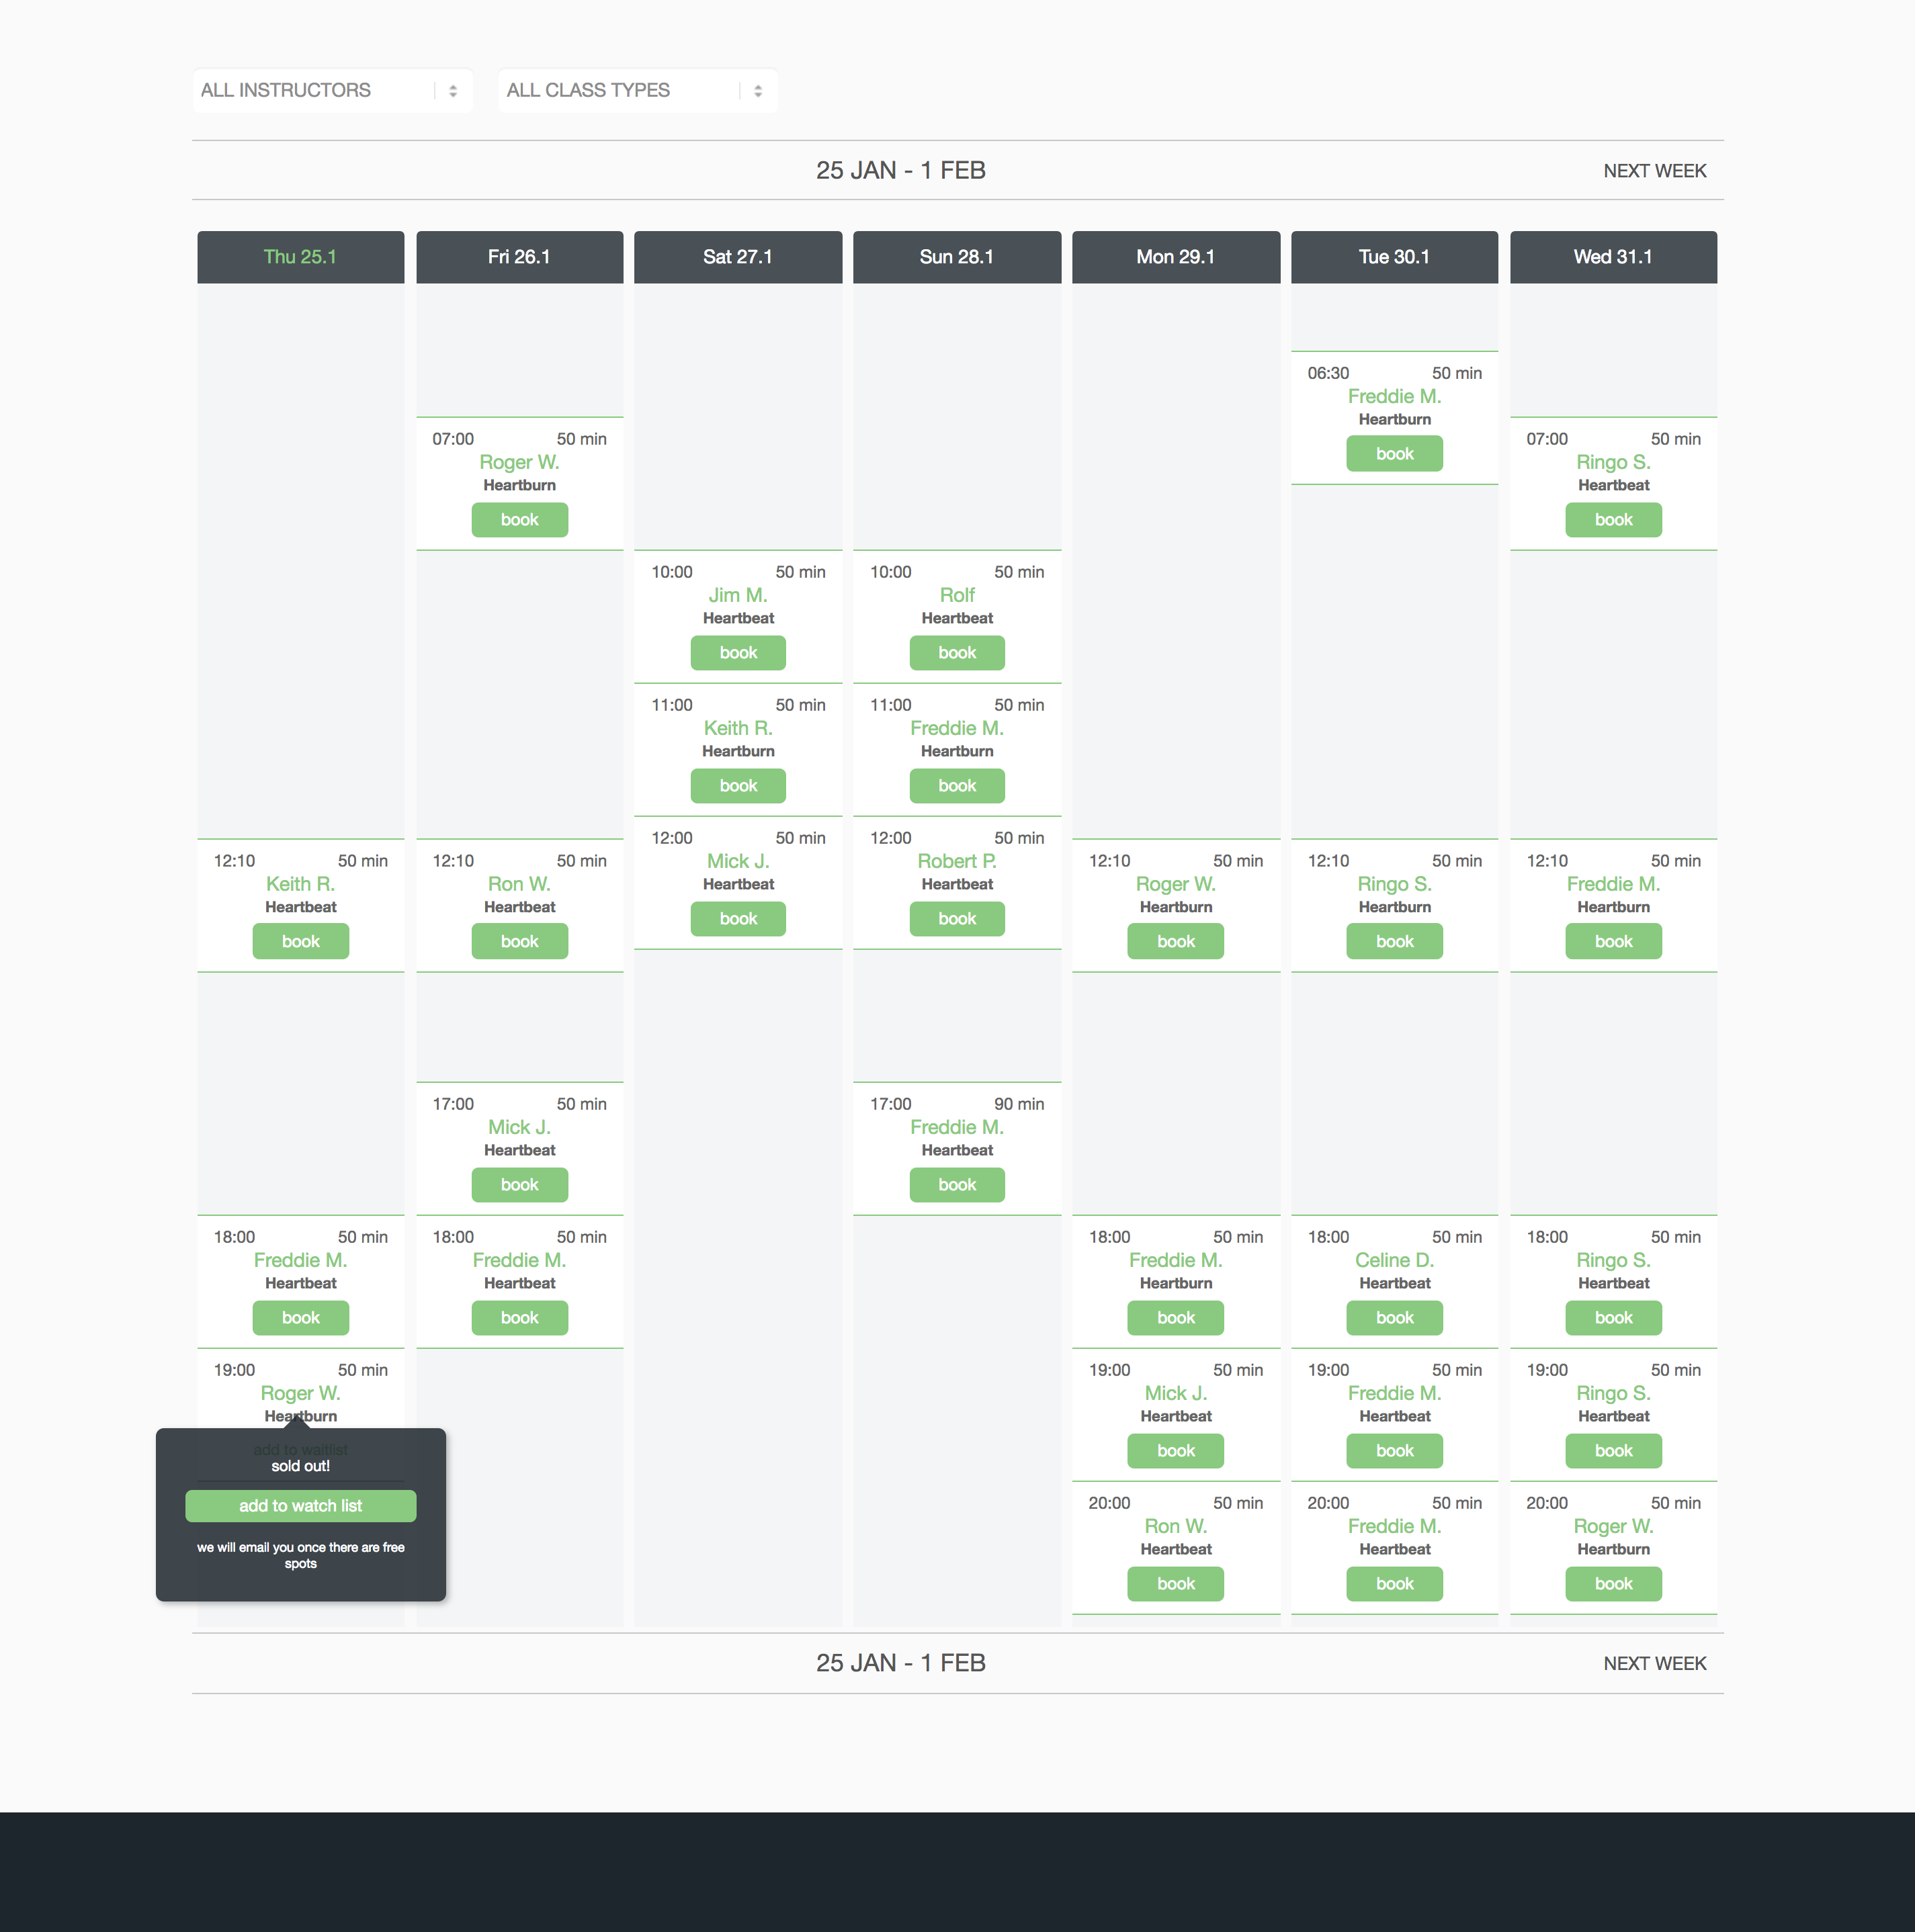 ALL INSTRUCTORS
ALL CLASS TYPES
25 JAN - 1 FEB
NEXT WEEK
Thu 25.1
12:10 50 min
Keith R.
Heartbeat
book
18:00 50 min
Freddie M.
Heartbeat
book
19:00 50 min
Roger W.
Heartburn
add to waitlist
sold out!
add to watch list
we will email you once there are free
spots
Fri 26.1
07:00 50 min
Roger W.
Heartburn
book
12:10 50 min
Ron W.
Heartbeat
book
17:00 50 min
Mick J.
Heartbeat
book
18:00 50 min
Freddie M.
Heartbeat
book
Sat 27.1
10:00 50 min
Jim M.
Heartbeat
book
11:00 50 min
Keith R.
Heartburn
book
12:00 50 min
Mick J.
Heartbeat
book
Sun 28.1
10:00 50 min
Rolf
Heartbeat
book
11:00 50 min
Freddie M.
Heartburn
book
12:00 50 min
Robert P.
Heartbeat
book
17:00 90 min
Freddie M.
Heartbeat
book
Mon 29.1
12:10 50 min
Roger W.
Heartburn
book
18:00 50 min
Freddie M.
Heartburn
book
19:00 50 min
Mick J.
Heartbeat
book
20:00 50 min
Ron W.
Heartbeat
book
Tue 30.1
06:30 50 min
Freddie M.
Heartburn
book
12:10 50 min
Ringo S.
Heartburn
book
18:00 50 min
Celine D.
Heartbeat
book
19:00 50 min
Freddie M.
Heartbeat
book
20:00 50 min
Freddie M.
Heartbeat
book
Wed 31.1
07:00 50 min
Ringo S.
Heartbeat
book
12:10 50 min
Freddie M.
Heartburn
book
18:00 50 min
Ringo S.
Heartbeat
book
19:00 50 min
Ringo S.
Heartbeat
book
20:00 50 min
Roger W.
Heartburn
book
25 JAN - 1 FEB
NEXT WEEK